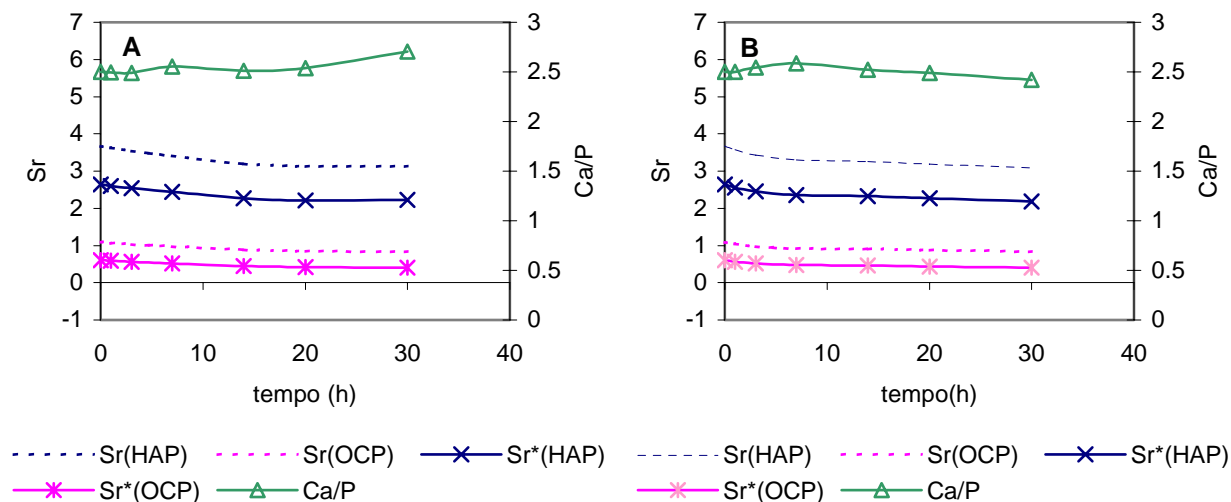 A
7
6
5
4
3
2
1
0
-1
Sr
3
2.5
2
1.5
1
0.5
0
Ca/P
0 10 20 30 40
tempo (h)
Sr(HAP) Sr(OCP) Sr*(HAP)
Sr*(OCP) Ca/P
B
7
6
5
4
3
2
1
0
-1
Sr
3
2.5
2
1.5
1
0.5
0
Ca/P
0 10 20 30 40
tempo(h)
Sr(HAP) Sr(OCP) Sr*(HAP)
Sr*(OCP) Ca/P